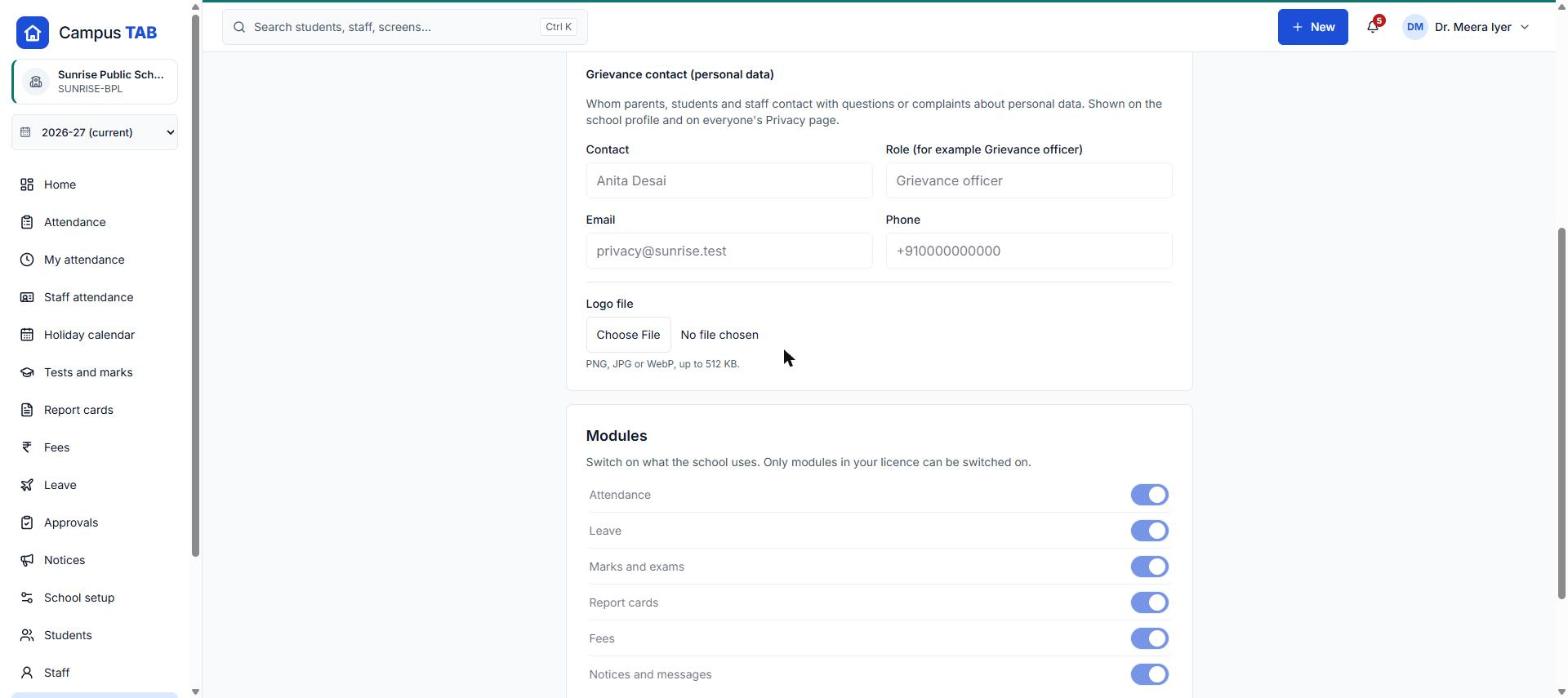 Campus TAB
Sunrise Public Sch...
SUNRISE-BPL
2026-27 (current)
Home
Attendance
My attendance
Staff attendance
Holiday calendar
Tests and marks
Report cards
Fees
Leave
Approvals
Notices
School setup
Students
Staff
Search students, staff, screens...
Ctrl K
+ New
5
DM
Dr. Meera Iyer
Grievance contact (personal data)
Whom parents, students and staff contact with questions or complaints about personal data. Shown on the
school profile and on everyone's Privacy page.
Contact
Role (for example Grievance officer)
Anita Desai
Grievance officer
Email
Phone
privacy@sunrise.test
+910000000000
Logo file
Choose File No file chosen
PNG, JPG or WebP, up to 512 KB.
Modules
Switch on what the school uses. Only modules in your licence can be switched on.
Attendance
Leave
Marks and exams
Report cards
Fees
Notices and messages